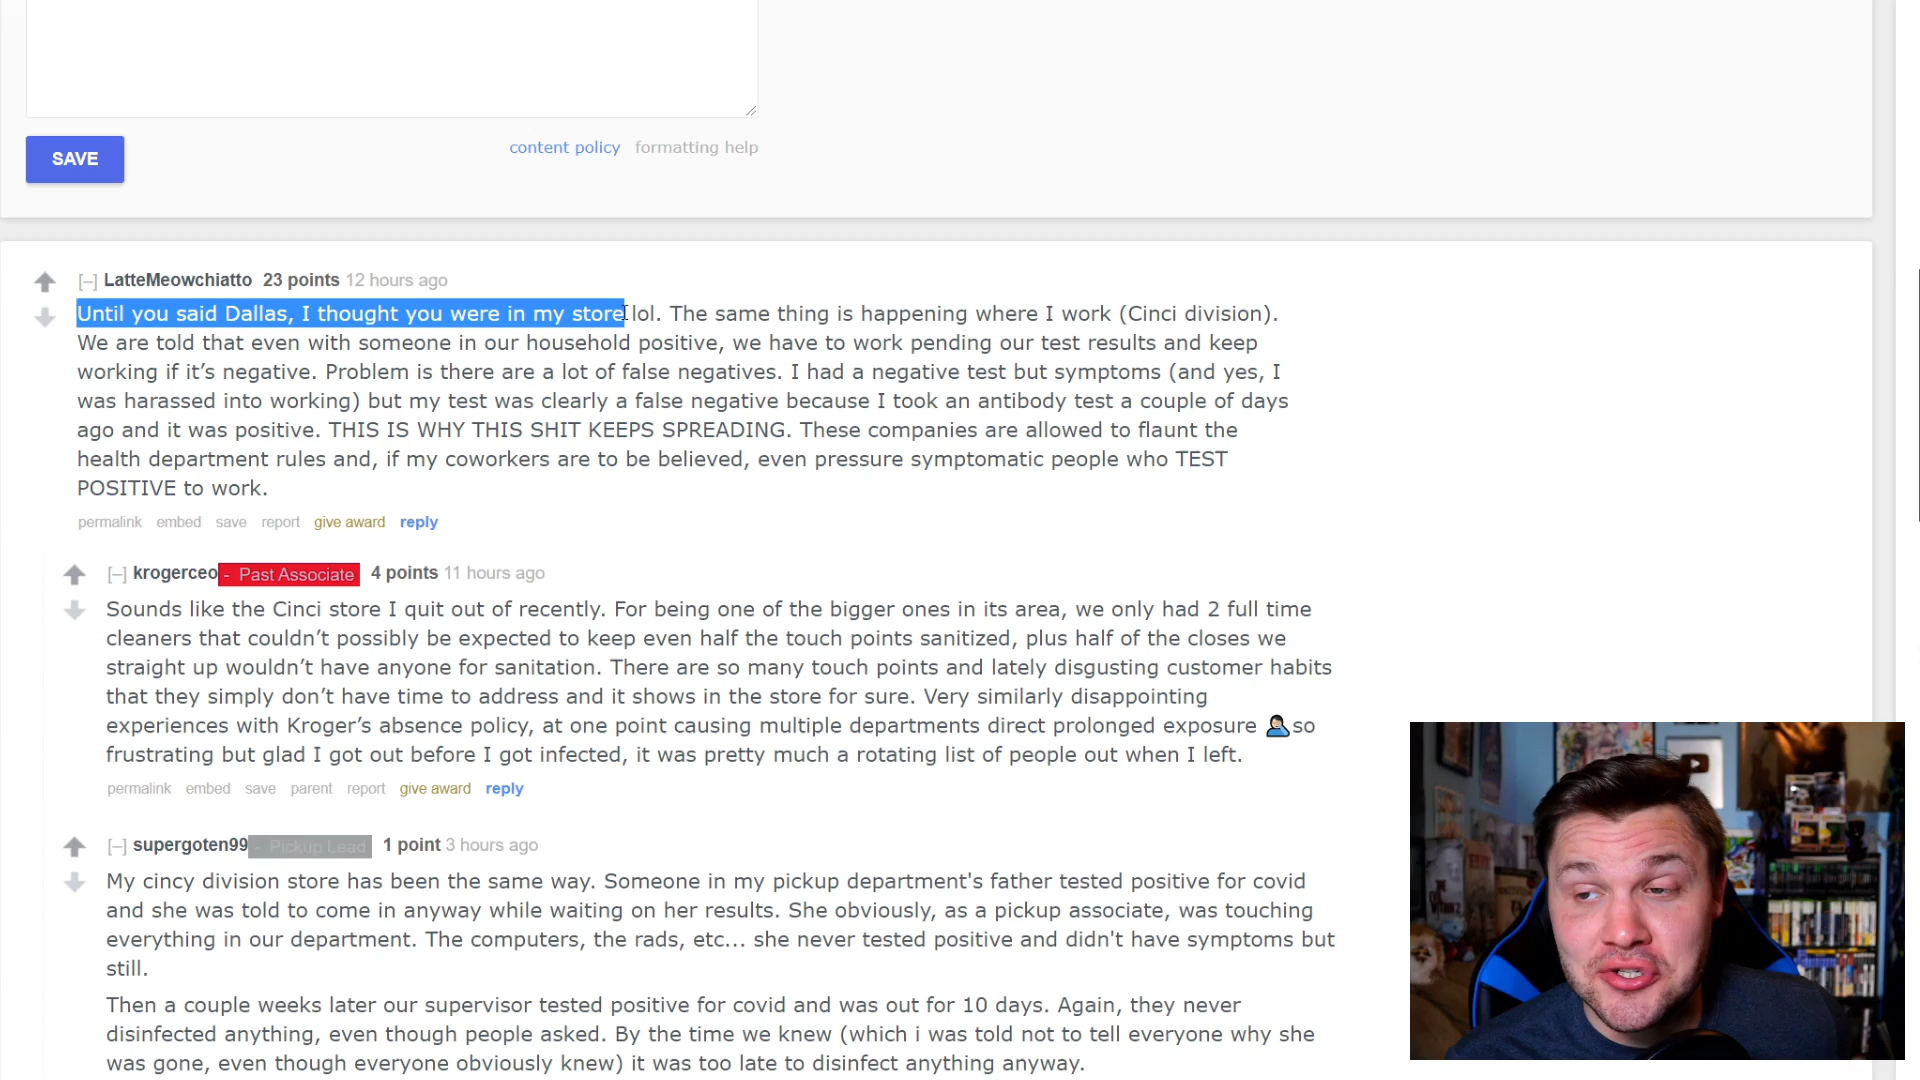 SAVE
content policy formatting help
[–] LatteMeowchiatto 23 points 12 hours ago
Until you said Dallas, I thought you were in my store lol. The same thing is happening where I work (Cinci division).
We are told that even with someone in our household positive, we have to work pending our test results and keep
working if it’s negative. Problem is there are a lot of false negatives. I had a negative test but symptoms (and yes, I
was harassed into working) but my test was clearly a false negative because I took an antibody test a couple of days
ago and it was positive. THIS IS WHY THIS SHIT KEEPS SPREADING. These companies are allowed to flaunt the
health department rules and, if my coworkers are to be believed, even pressure symptomatic people who TEST
POSITIVE to work.
permalink embed save report give award reply
[–] krogerceo - Past Associate 4 points 11 hours ago
Sounds like the Cinci store I quit out of recently. For being one of the bigger ones in its area, we only had 2 full time
cleaners that couldn’t possibly be expected to keep even half the touch points sanitized, plus half of the closes we
straight up wouldn’t have anyone for sanitation. There are so many touch points and lately disgusting customer habits
that they simply don’t have time to address and it shows in the store for sure. Very similarly disappointing
experiences with Kroger’s absence policy, at one point causing multiple departments direct prolonged exposure so
frustrating but glad I got out before I got infected, it was pretty much a rotating list of people out when I left.
permalink embed save parent report give award reply
[–] supergoten99 - Pickup Lead 1 point 3 hours ago
My cincy division store has been the same way. Someone in my pickup department's father tested positive for covid
and she was told to come in anyway while waiting on her results. She obviously, as a pickup associate, was touching
everything in our department. The computers, the rads, etc... she never tested positive and didn't have symptoms but
still.
Then a couple weeks later our supervisor tested positive for covid and was out for 10 days. Again, they never
disinfected anything, even though people asked. By the time we knew (which i was told not to tell everyone why she
was gone, even though everyone obviously knew) it was too late to disinfect anything anyway.